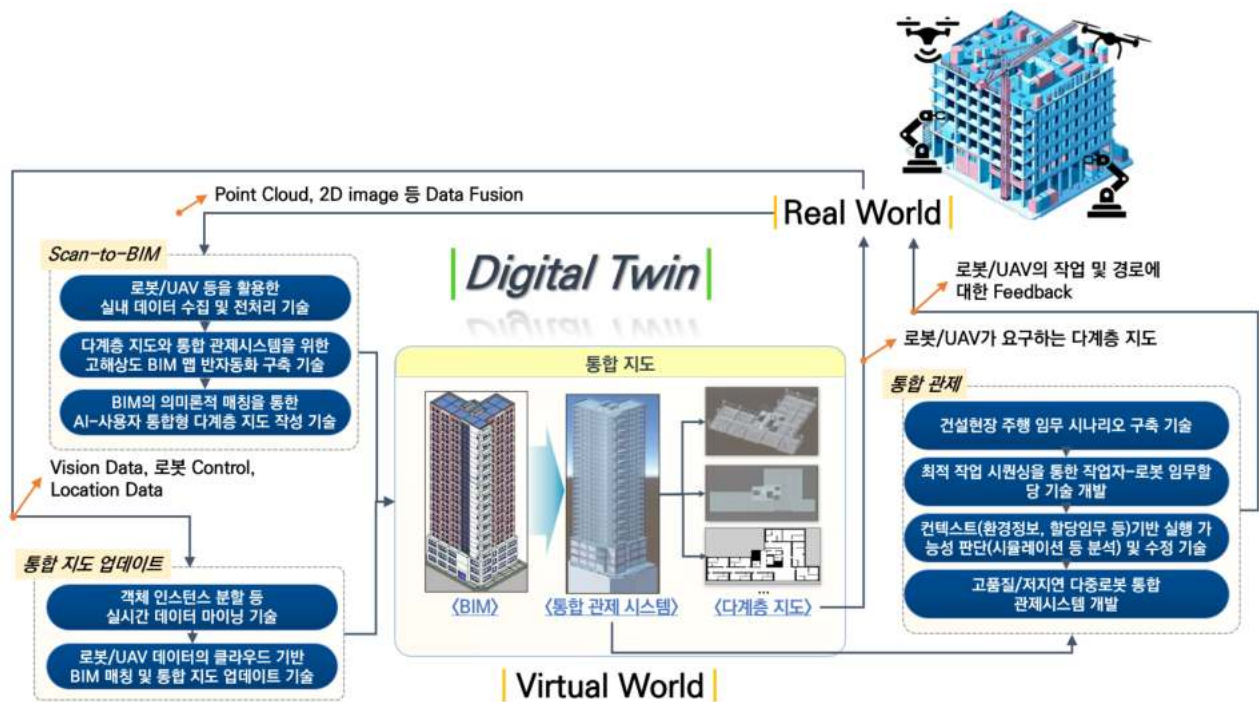 Point Cloud, 2D image 등 Data Fusion
Real World
Scan-to-BIM
로봇/UAV 등을 활용한
실내 데이터 수집 및 전처리 기술
다계층 지도와 통합 관제시스템을 위한
고해상도 BIM 맵 반자동화 구축 기술
BIM의 의미론적 매칭을 통한
AI-사용자 통합형 다계층 지도 작성 기술
Digital Twin
로봇/UAV의 작업 및 경로에
대한 Feedback
로봇/UAV가 요구하는 다계층 지도
Vision Data, 로봇 Control,
Location Data
통합 지도 업데이트
객체 인스턴스 분할 등
실시간 데이터 마이닝 기술
로봇/UAV 데이터의 클라우드 기반
BIM 매칭 및 통합 지도 업데이트 기술
통합 지도
<BIM>
<통합 관제 시스템>
...
<다계층 지도>
통합 관제
건설현장 주행 임무 시나리오 구축 기술
최적 작업 시퀀싱을 통한 작업자-로봇 임무할
당 기술 개발
컨텍스트(환경정보, 할당임무 등)기반 실행 가
능성 판단(시뮬레이션 등 분석) 및 수정 기술
고품질/저지연 다중로봇 통합
관제시스템 개발
Virtual World